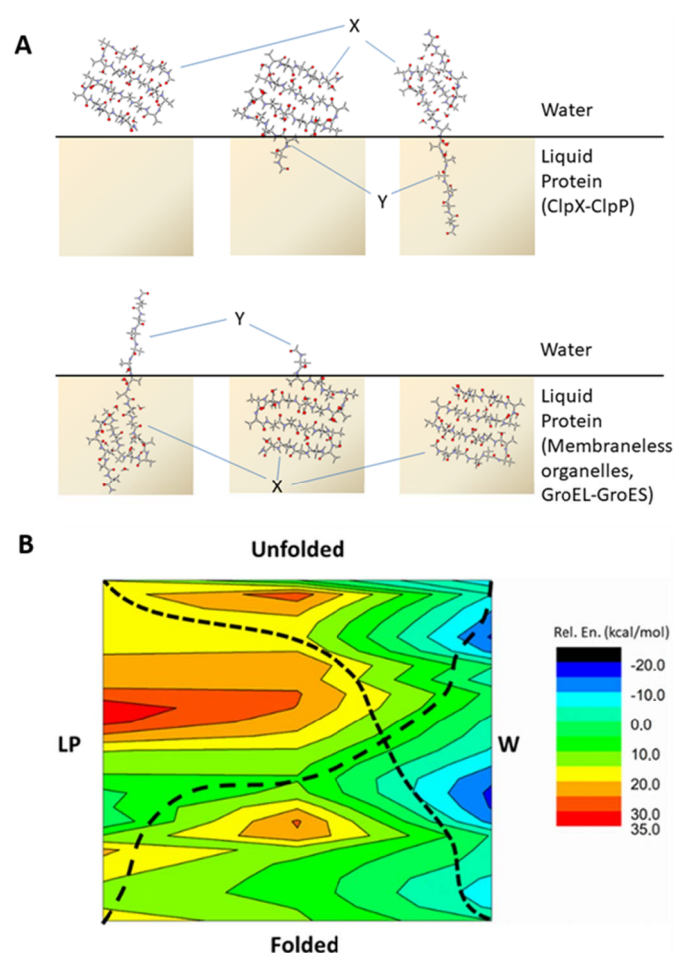 A
X
Water
Liquid
Protein
(ClpX-ClpP)
Y
Y
Water
Liquid
Protein
(Membraneless
organelles,
GroEL-GroES)
X
B
Unfolded
Rel. En. (kcal/mol)
-20.0
-10.0
0.0
10.0
20.0
30.0
35.0
LP
W
Folded